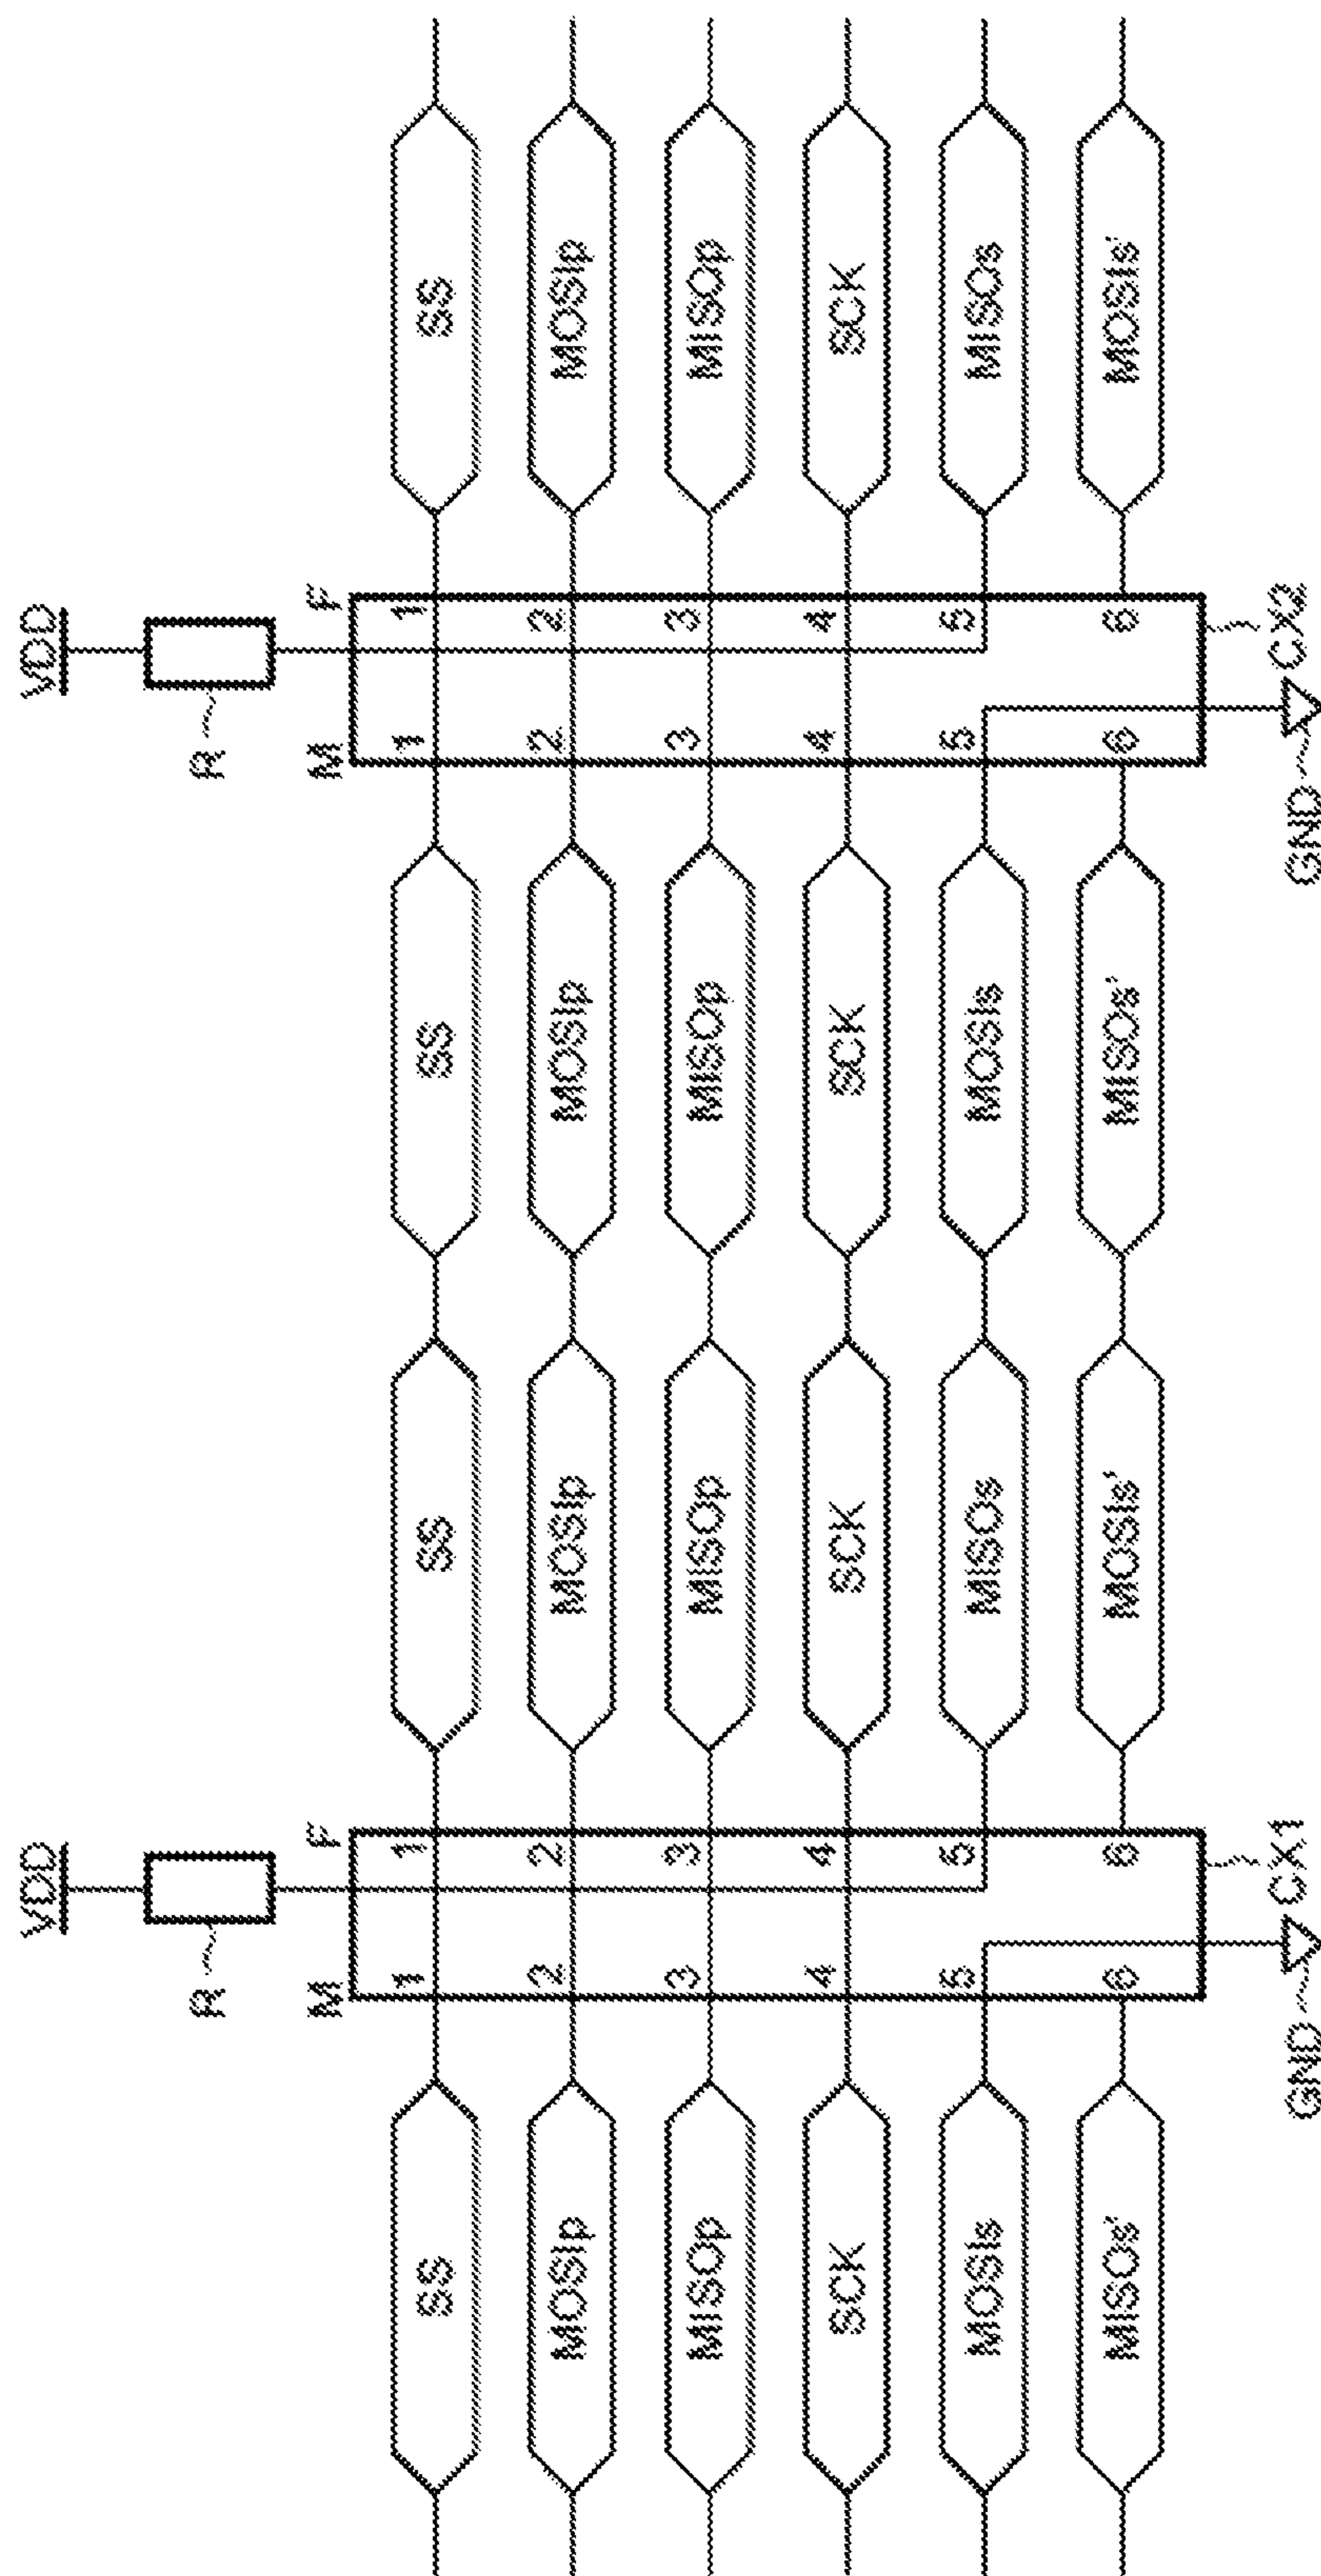 VDD VDD
R R
M F M F
SS 1 1 SS SS 1 1 SS
MOSIp 2 2 MOSIp MOSIp 2 2 MOSIp
MISOp 3 3 MISOp MISOp 3 3 MISOp
SCK 4 4 SCK SCK 4 4 SCK
MOSIs 5 5 MISOs MOSIs 5 5 MISOs
MISOs' 6 6 MOSIs' MISOs' 6 6 MOSIs'
GND CX1 GND CX2